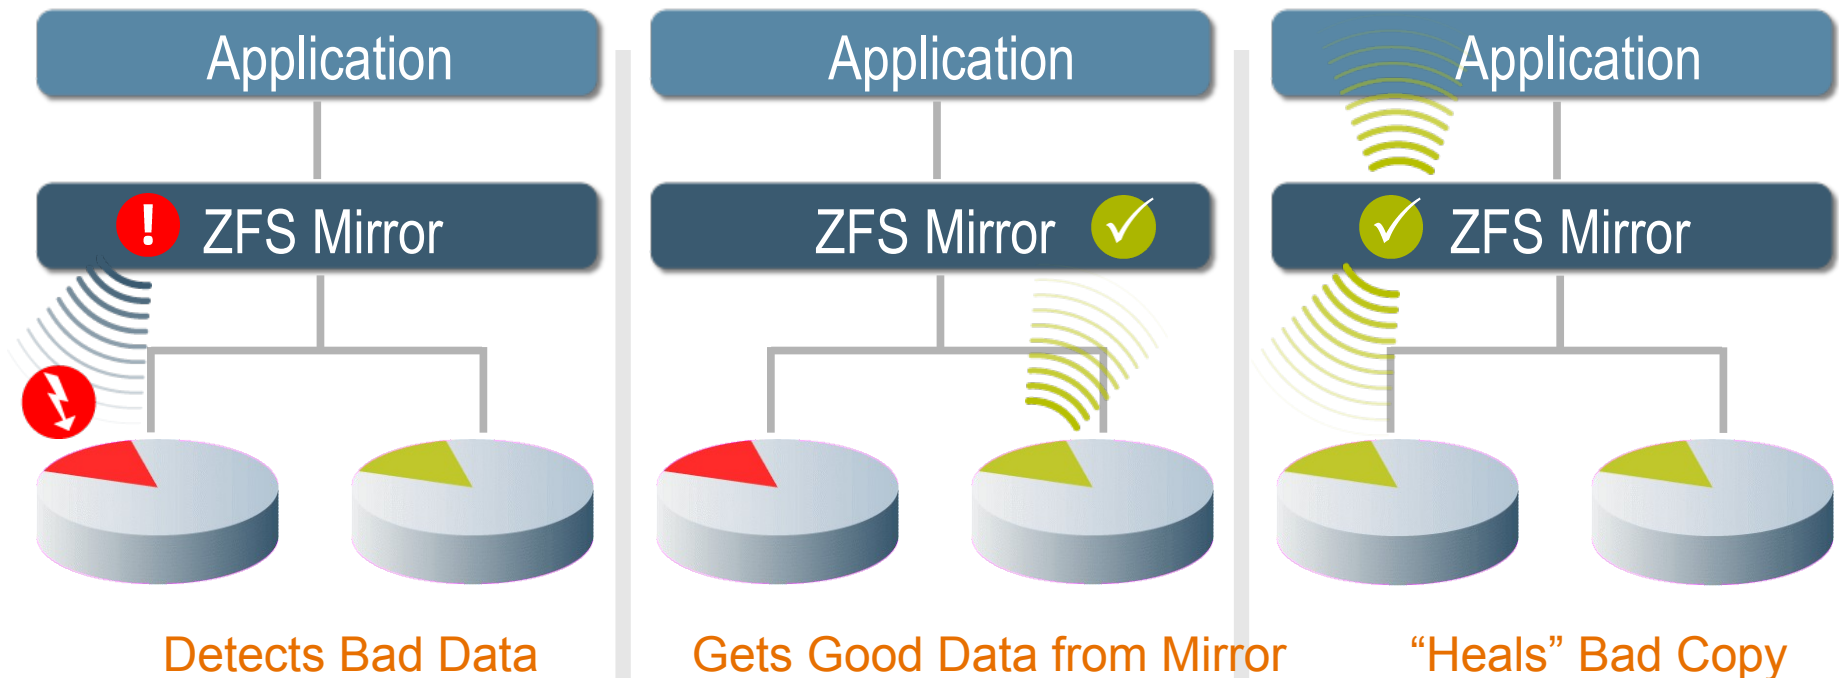 Application
ZFS Mirror
Detects Bad Data
Application
ZFS Mirror
Gets Good Data from Mirror
Application
ZFS Mirror
“Heals” Bad Copy